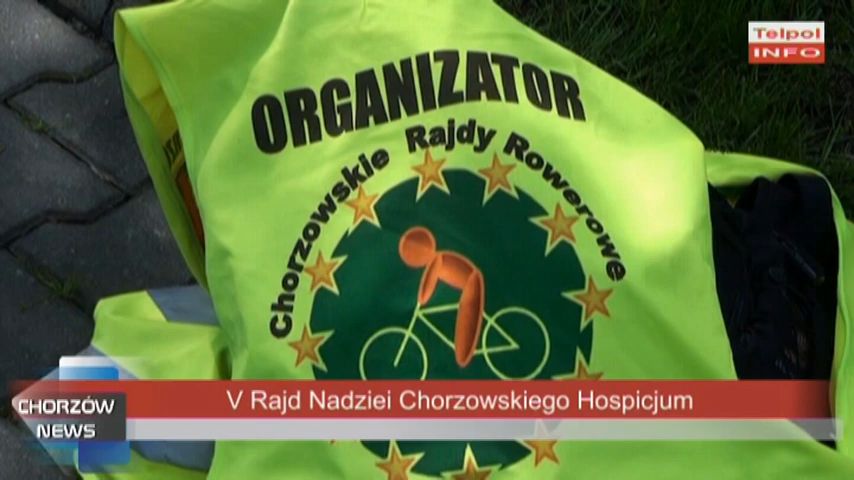 Telpol
INFO
ORGANIZATOR
Chorzowskie Rajdy Rowerowe
V Rajd Nadziei Chorzowskiego Hospicjum
CHORZÓW
NEWS